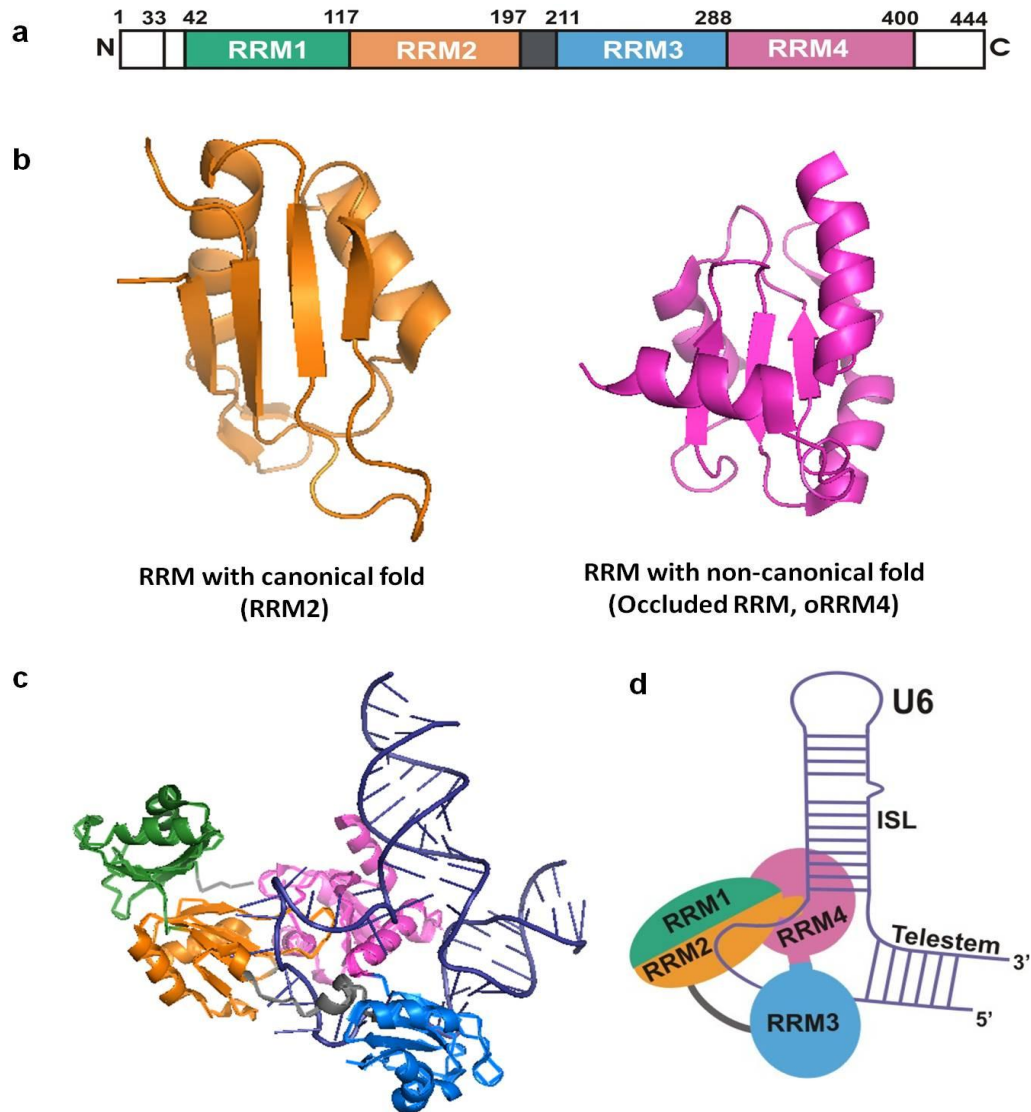 a
1 33 42 117 197 211 288 400 444
N RRM1 RRM2 RRM3 RRM4 C
b
RRM with canonical fold
(RRM2)
RRM with non-canonical fold
(Occluded RRM, oRRM4)
c
d
U6
ISL
RRM1
RRM2
RRM4
Telestem
3’
5’
RRM3